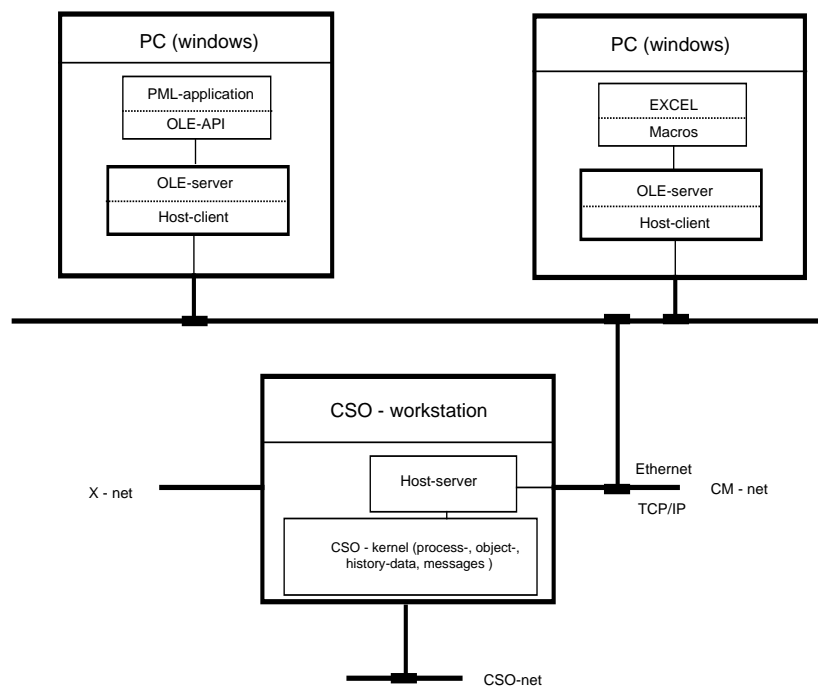 PC (windows)
PML-application
OLE-API
OLE-server
Host-client
PC (windows)
EXCEL
Macros
OLE-server
Host-client
CSO - workstation
Host-server
CSO - kernel (process-, object-,
history-data, messages )
X - net
Ethernet
TCP/IP
CM - net
CSO-net